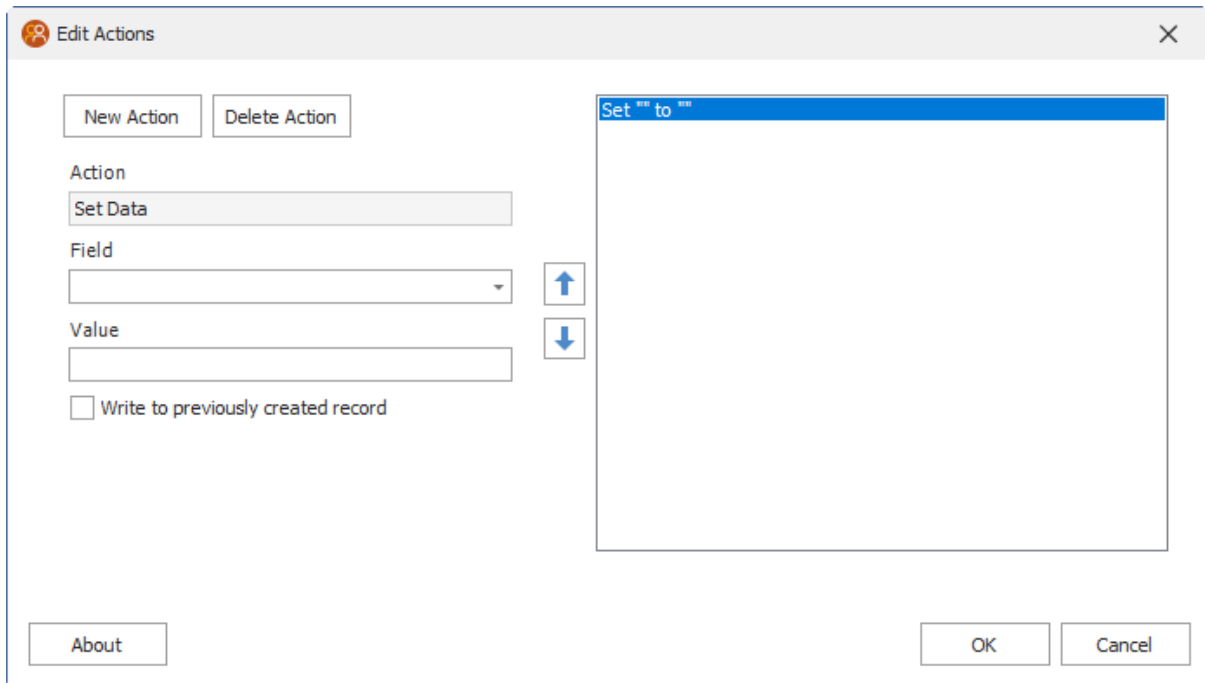 Edit Actions
New Action
Delete Action
Set "" to ""
Action
Set Data
Field
Value
Write to previously created record
About
OK
Cancel